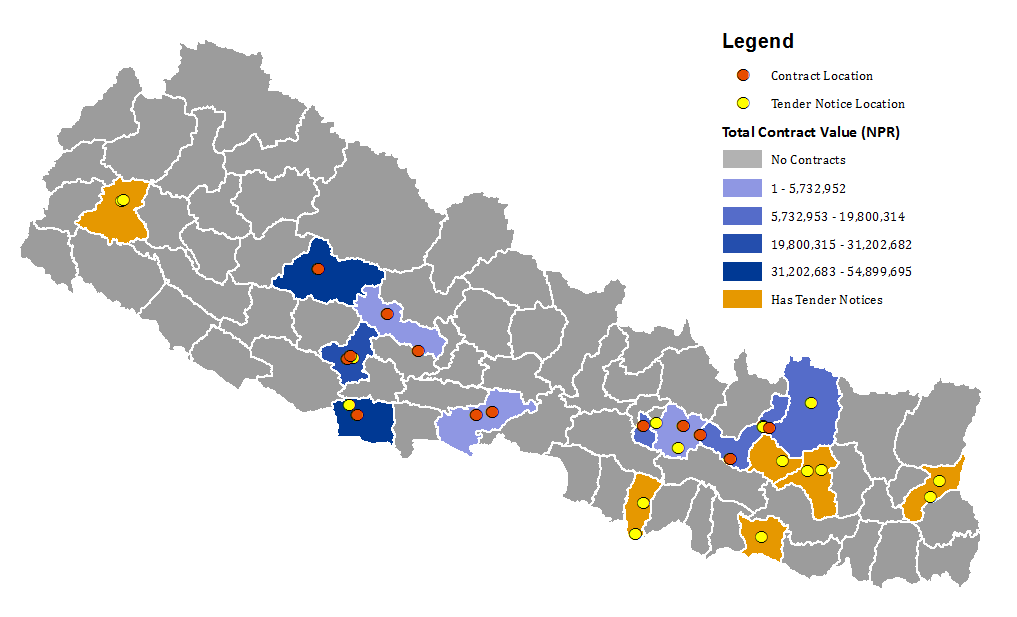 Legend
Contract Location
Tender Notice Location
Total Contract Value (NPR)
No Contracts
1 - 5,732,952
5,732,953 - 19,800,314
19,800,315 - 31,202,682
31,202,683 - 54,899,695
Has Tender Notices